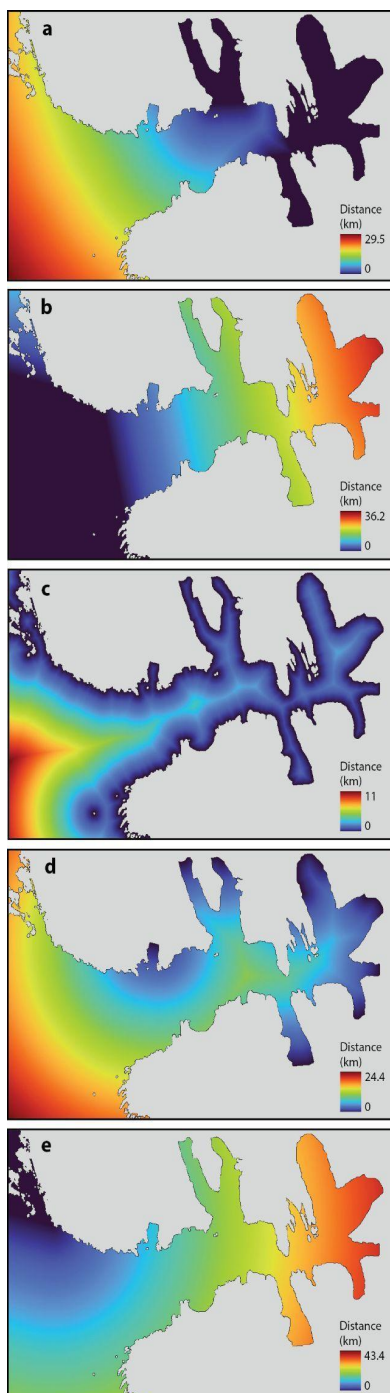 a
Distance
(km)
29.5
0
b
Distance
(km)
36.2
0
c
Distance
(km)
11
0
d
Distance
(km)
24.4
0
e
Distance
(km)
43.4
0